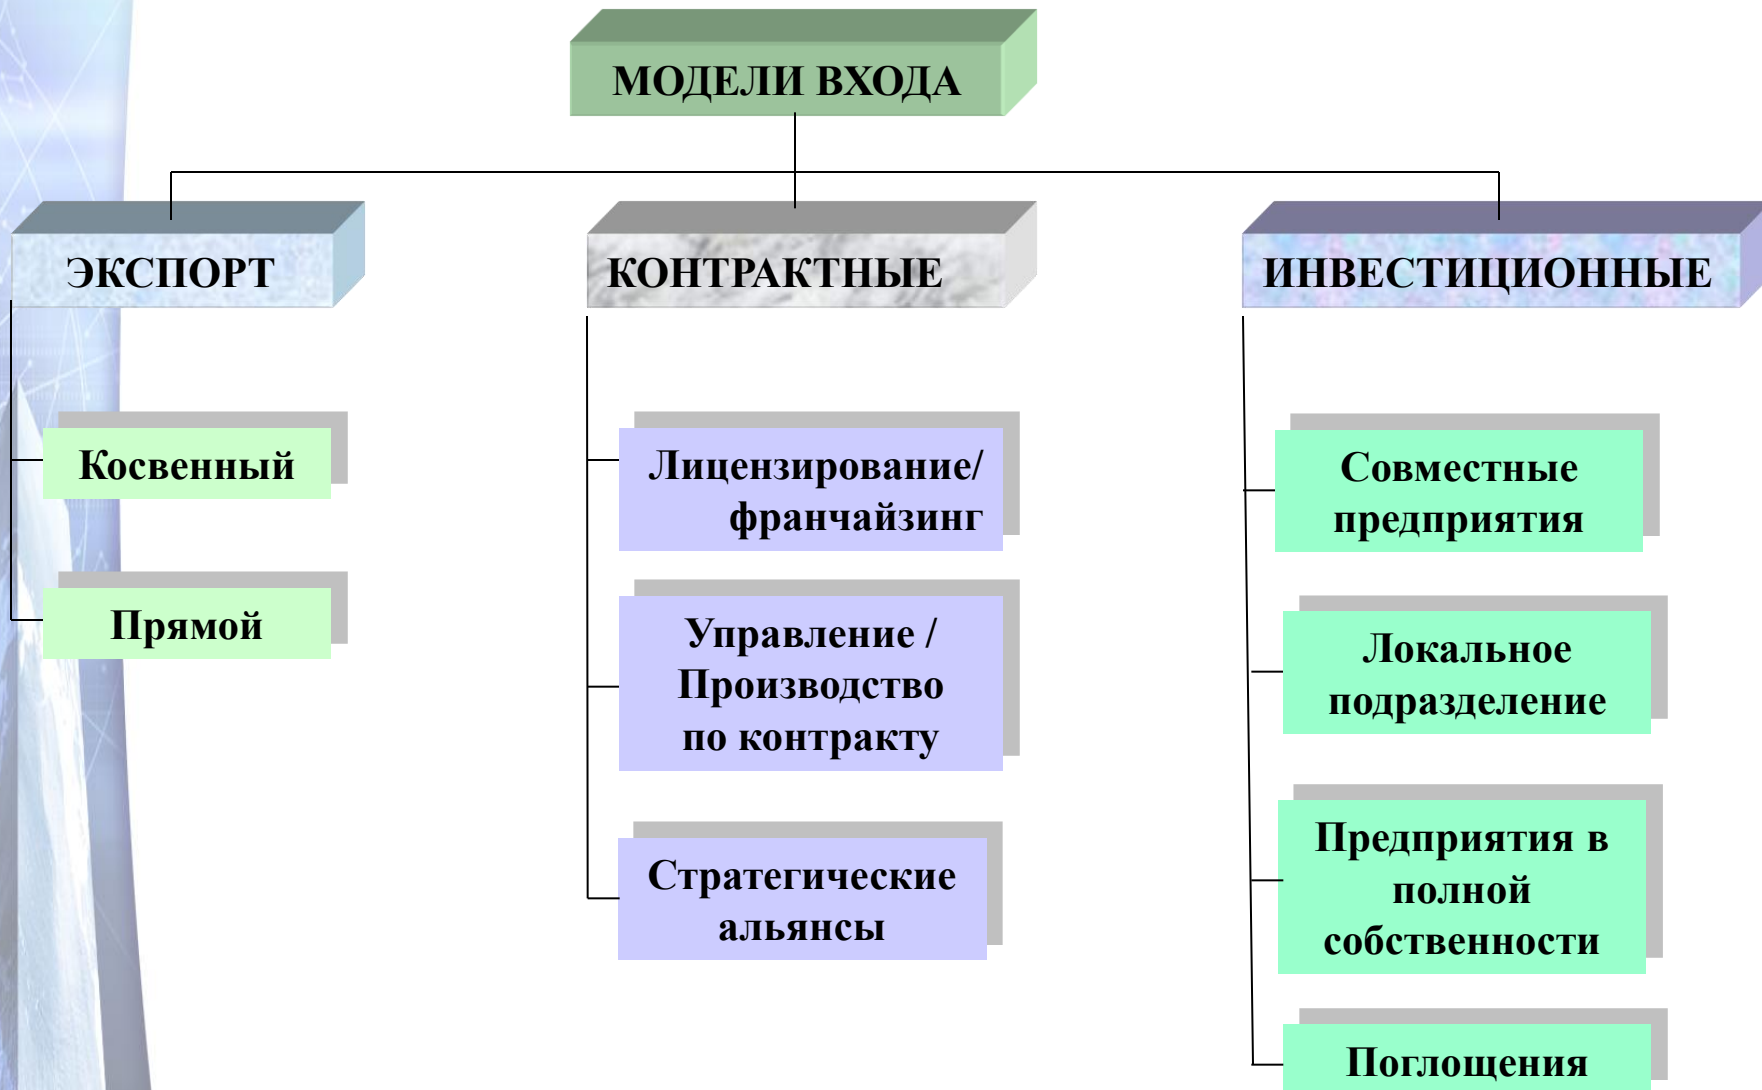 МОДЕЛИ ВХОДА
ЭКСПОРТ
Косвенный
Прямой
КОНТРАКТНЫЕ
Лицензирование/
франчайзинг
Управление /
Производство
по контракту
Стратегические
альянсы
ИНВЕСТИЦИОННЫЕ
Совместные
предприятия
Локальное
подразделение
Предприятия в
полной
собственности
Поглощения